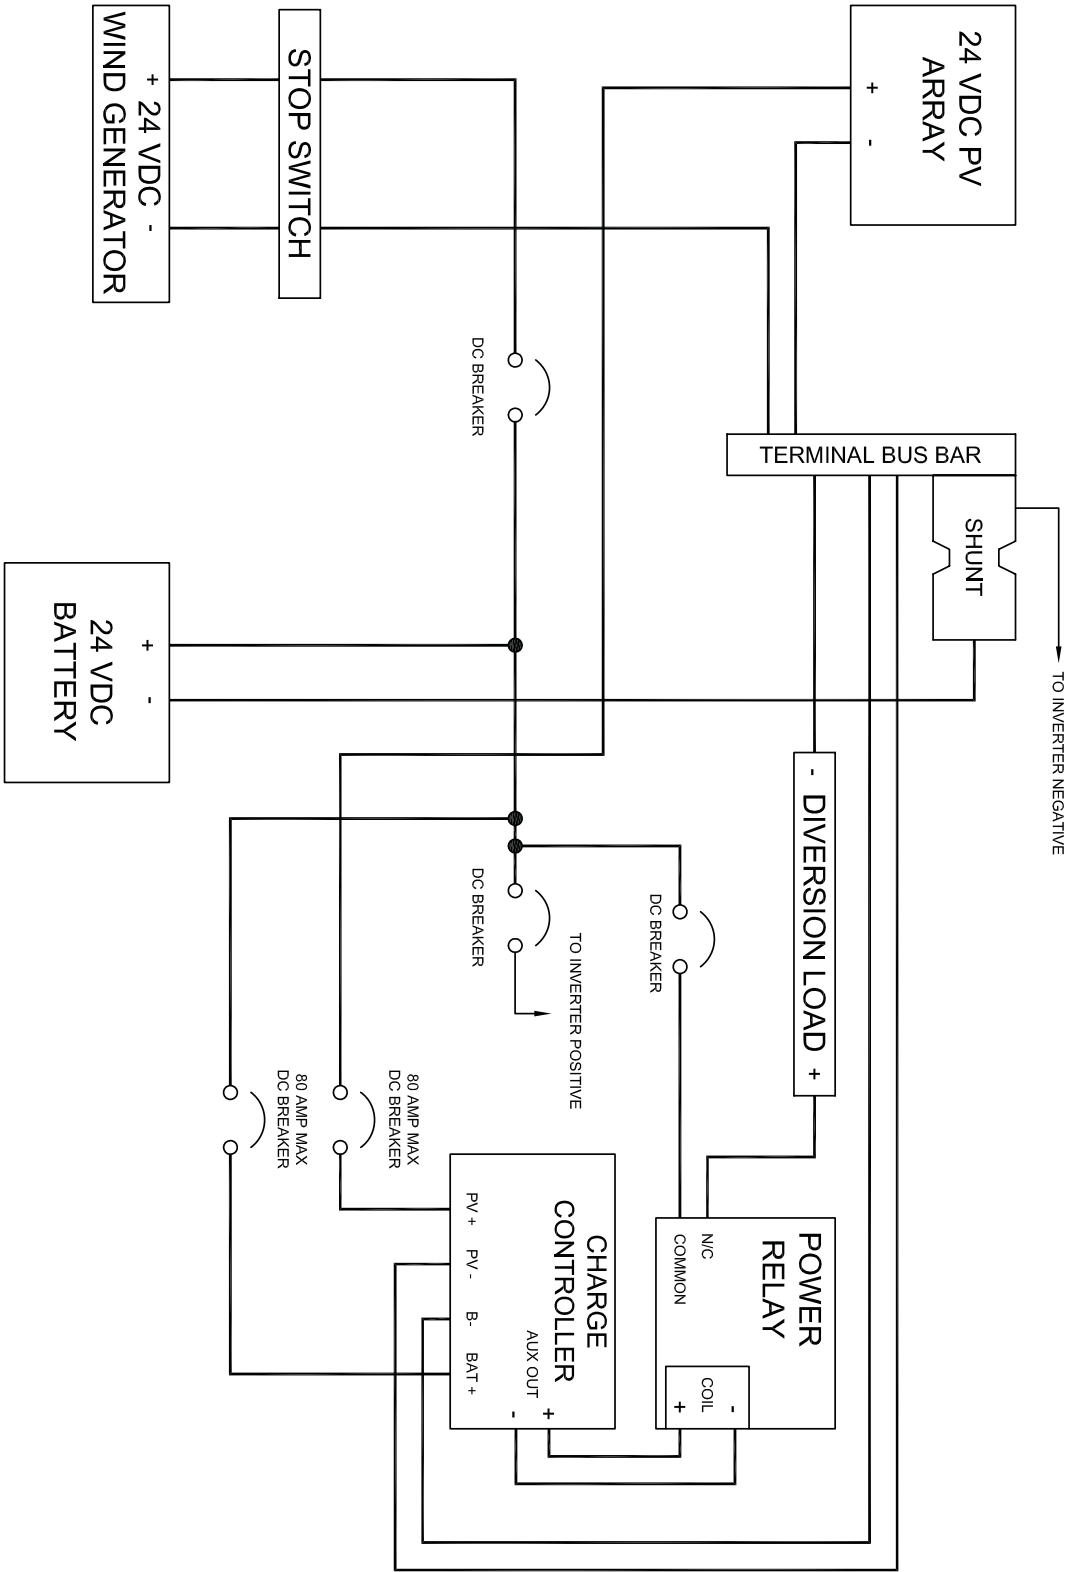 24 VDC PV
ARRAY
+
-
STOP SWITCH
+ 24 VDC -
WIND GENERATOR
DC BREAKER
TERMINAL BUS BAR
SHUNT
TO INVERTER NEGATIVE
24 VDC
BATTERY
+
-
- DIVERSION LOAD +
DC BREAKER
DC BREAKER
TO INVERTER POSITIVE
80 AMP MAX
DC BREAKER
80 AMP MAX
DC BREAKER
POWER
RELAY
N/C
COMMON
COIL
-
+
CHARGE
CONTROLLER
AUX OUT
+
-
PV +
PV -
B-
BAT +